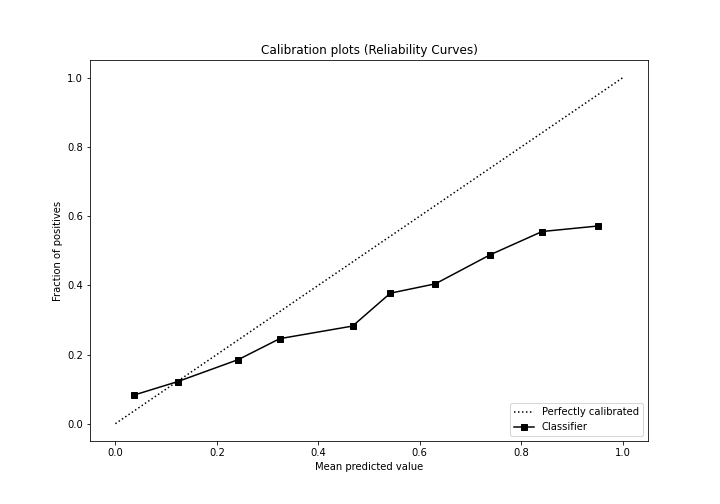 Calibration plots (Reliability Curves)
1.0
0.8
0.6
0.4
0.2
0.0
Fraction of positives
0.0 0.2 0.4 0.6 0.8 1.0
Mean predicted value
Perfectly calibrated
Classifier